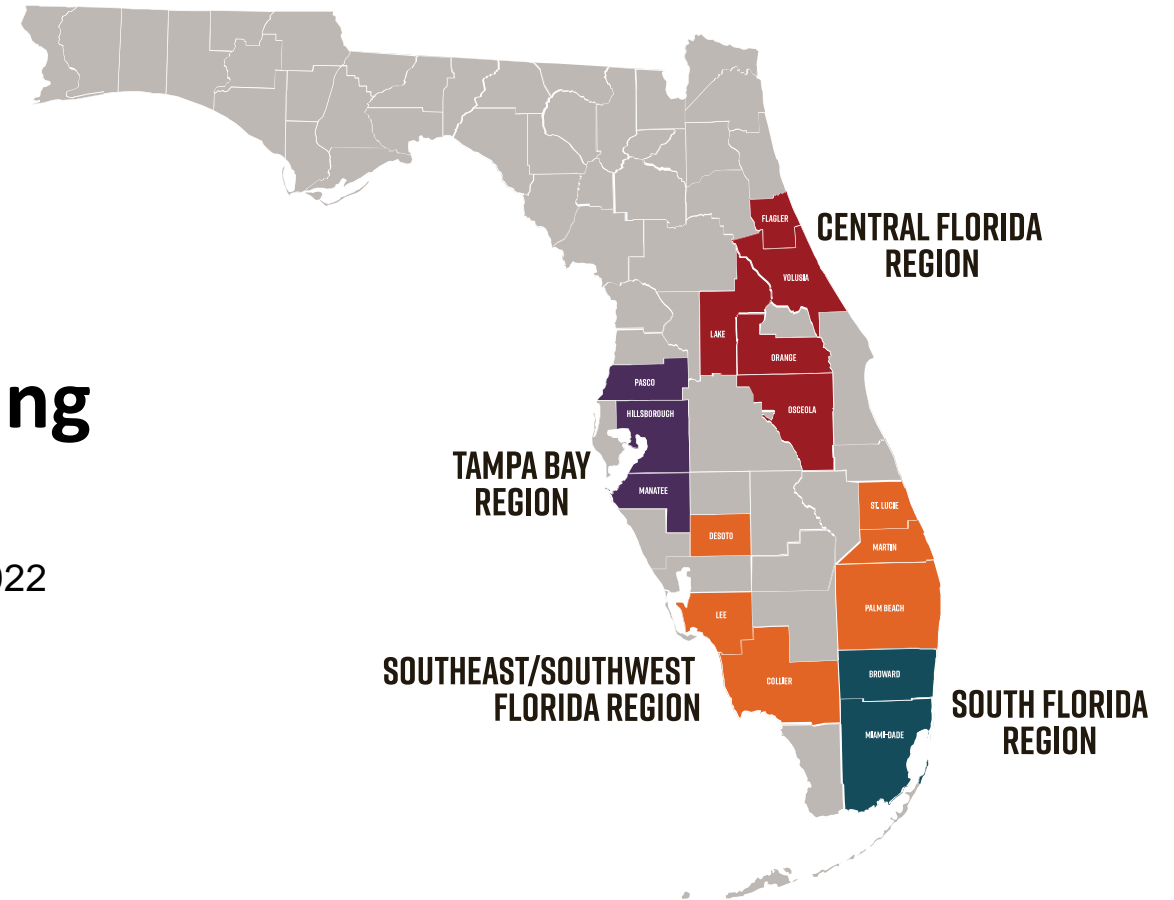 FLAGLER
CENTRAL FLORIDA
REGION
VOLUSIA
LAKE
ORANGE
PASCO
OSCEOLA
ng
HILLSBOROUGH
TAMPA BAY
REGION
MANATEE
ST. LUCIE
DESOTO
MARTIN
022
PALM BEACH
LEE
SOUTHEAST/SOUTHWEST
FLORIDA REGION
BROWARD
COLLIER
SOUTH FLORIDA
REGION
MIAMI-DADE